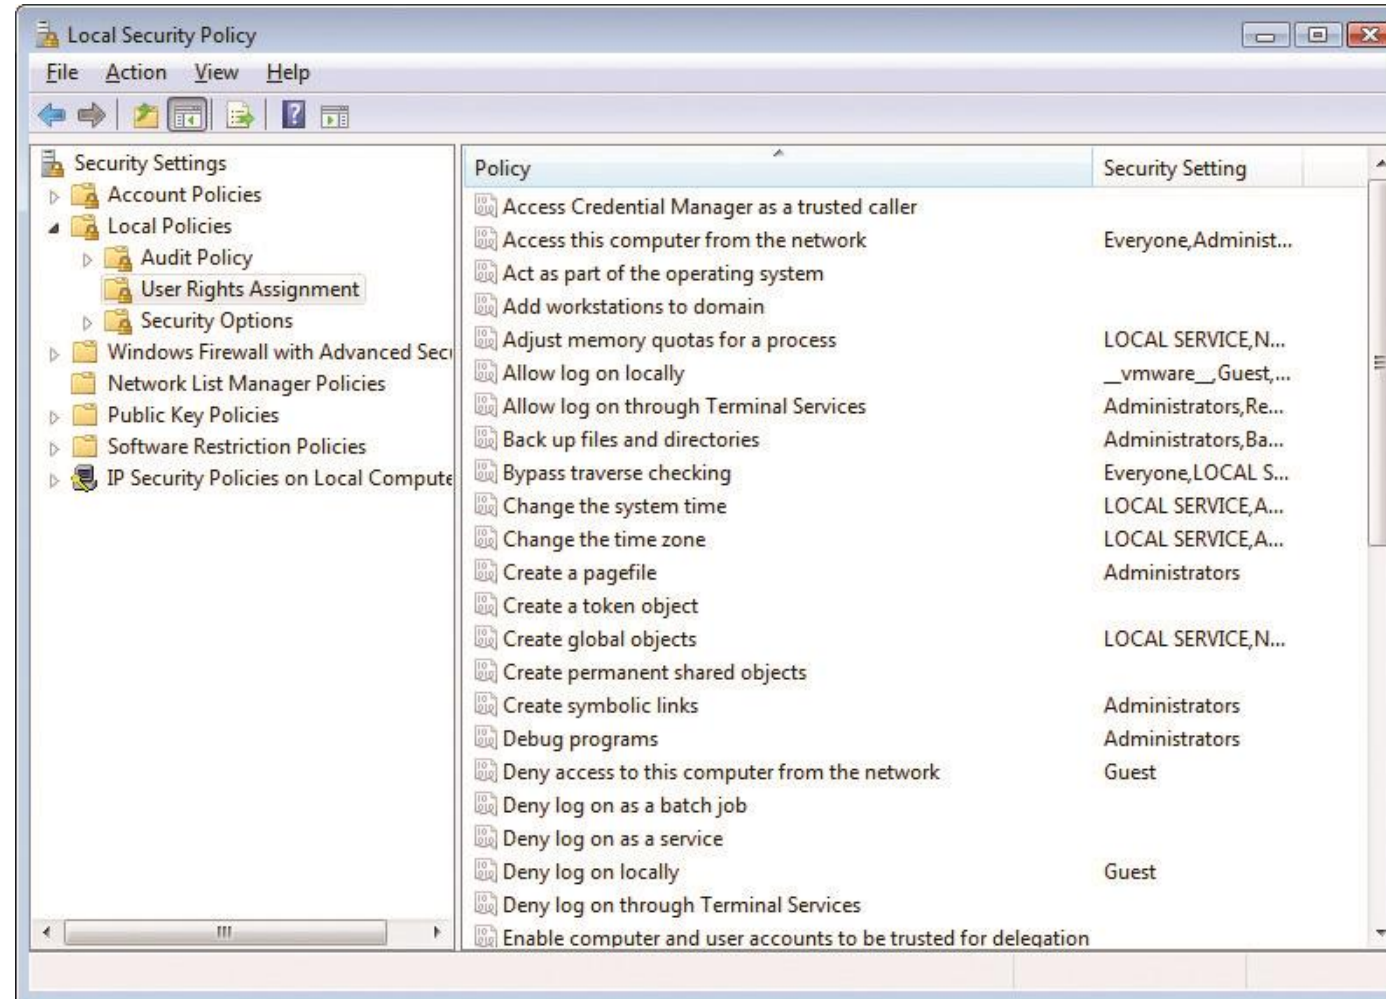 Local Security Policy
File Action View Help
Security Settings
Account Policies
Local Policies
Audit Policy
User Rights Assignment
Security Options
Windows Firewall with Advanced Secu
Network List Manager Policies
Public Key Policies
Software Restriction Policies
IP Security Policies on Local Compute
Policy Security Setting
Access Credential Manager as a trusted caller
Access this computer from the network Everyone,Administ...
Act as part of the operating system
Add workstations to domain
Adjust memory quotas for a process LOCAL SERVICE,N...
Allow log on locally __vmware__,Guest,...
Allow log on through Terminal Services Administrators,Re...
Back up files and directories Administrators,Ba...
Bypass traverse checking Everyone,LOCAL S...
Change the system time LOCAL SERVICE,A...
Change the time zone LOCAL SERVICE,A...
Create a pagefile Administrators
Create a token object
Create global objects LOCAL SERVICE,N...
Create permanent shared objects
Create symbolic links Administrators
Debug programs Administrators
Deny access to this computer from the network Guest
Deny log on as a batch job
Deny log on as a service
Deny log on locally Guest
Deny log on through Terminal Services
Enable computer and user accounts to be trusted for delegation